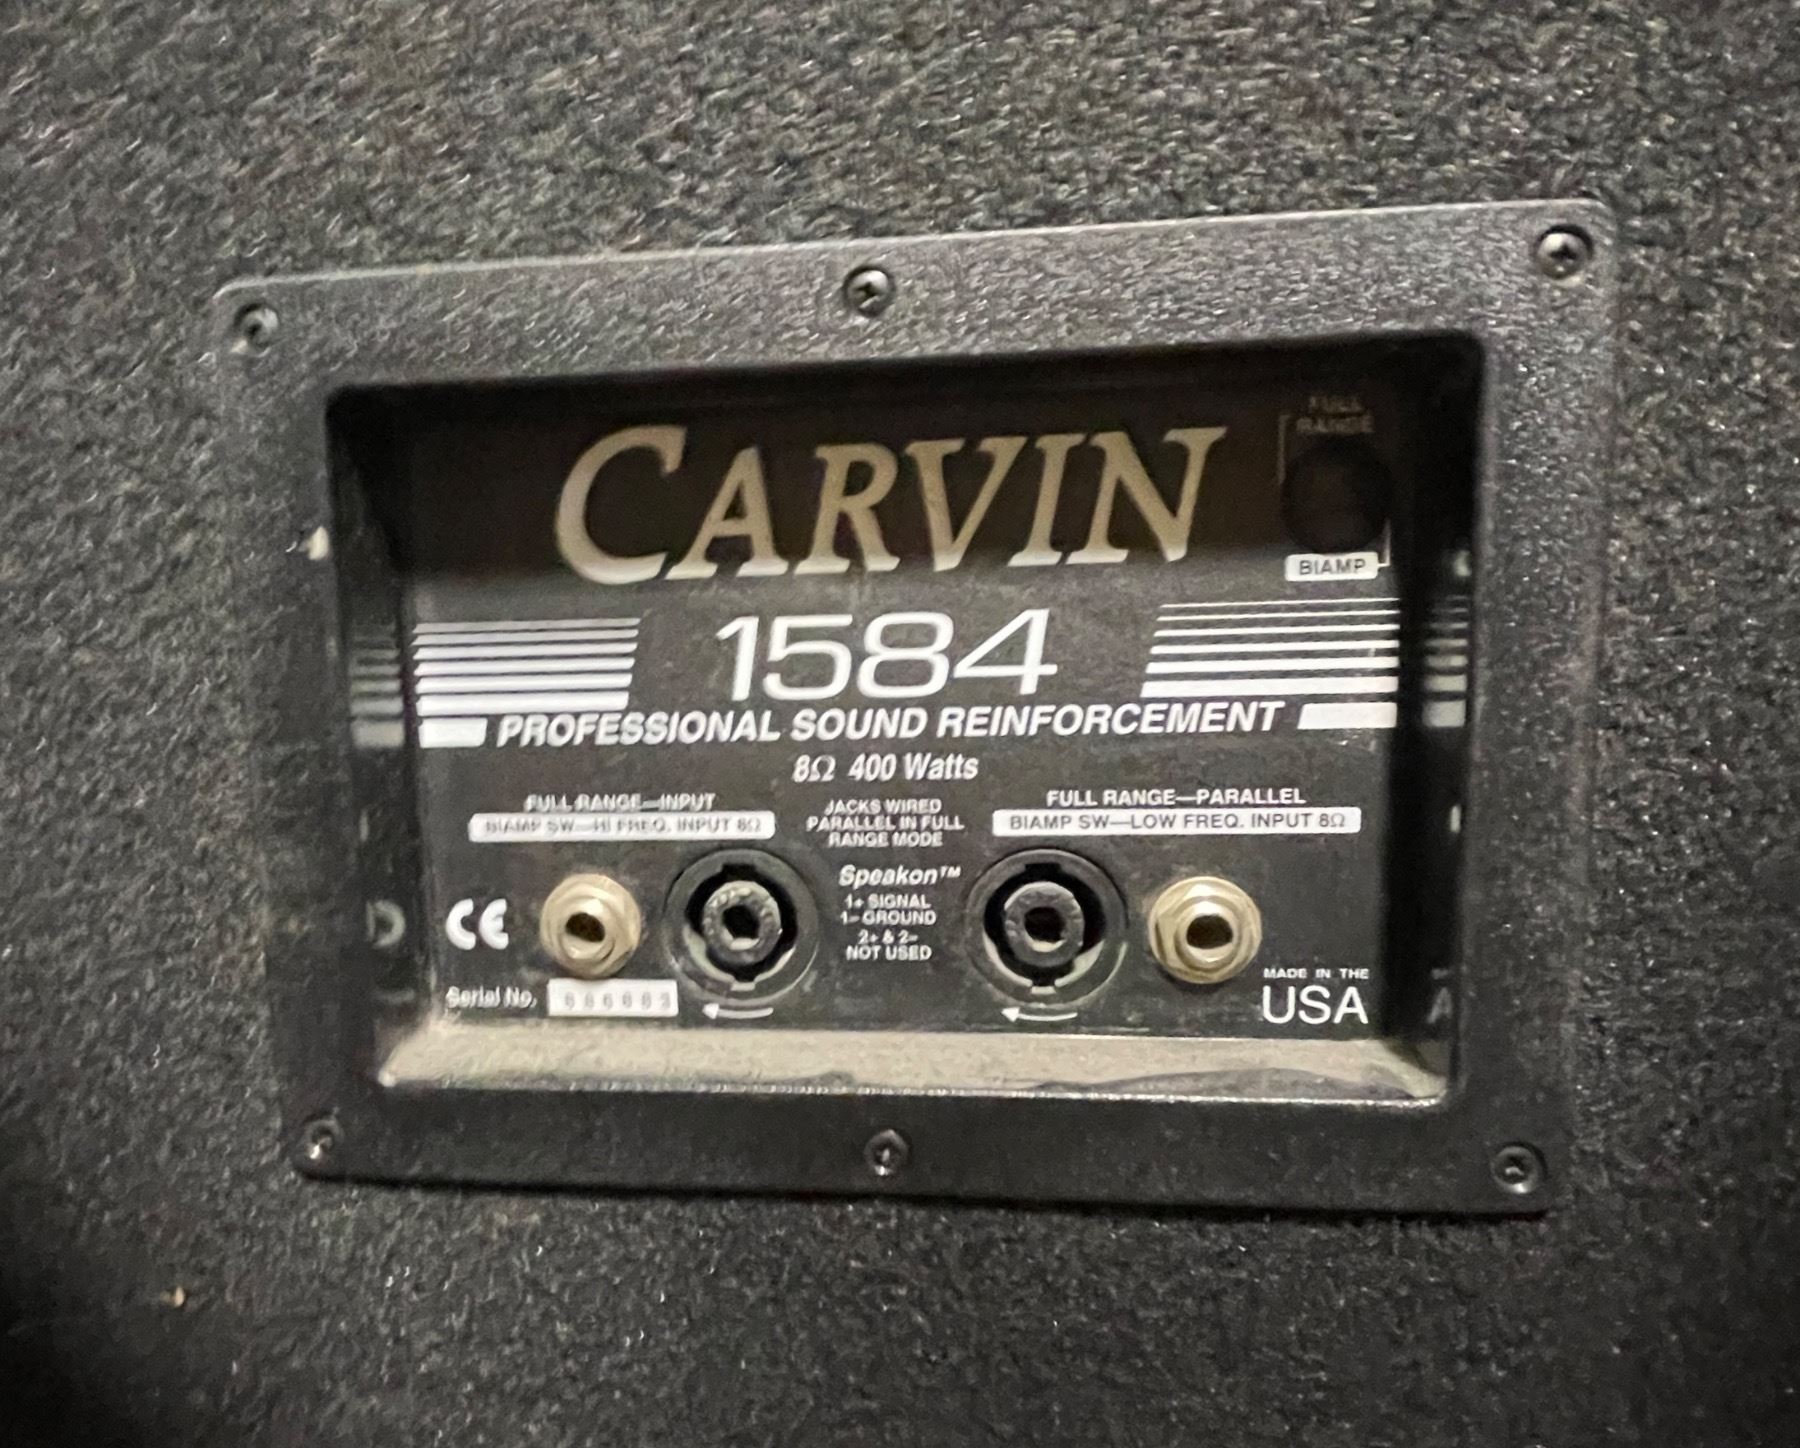 FULL
RANGE
CARVIN
BIAMP
1584
PROFESSIONAL SOUND REINFORCEMENT
8Ω 400 Watts
FULL RANGE—INPUT
BIAMP SW—HI FREQ. INPUT 8Ω
JACKS WIRED
PARALLEL IN FULL
RANGE MODE
FULL RANGE—PARALLEL
BIAMP SW—LOW FREQ. INPUT 8Ω
Speakon™
1+ SIGNAL
1– GROUND
2+ & 2–
NOT USED
CE
Serial No.
MADE IN THE
USA